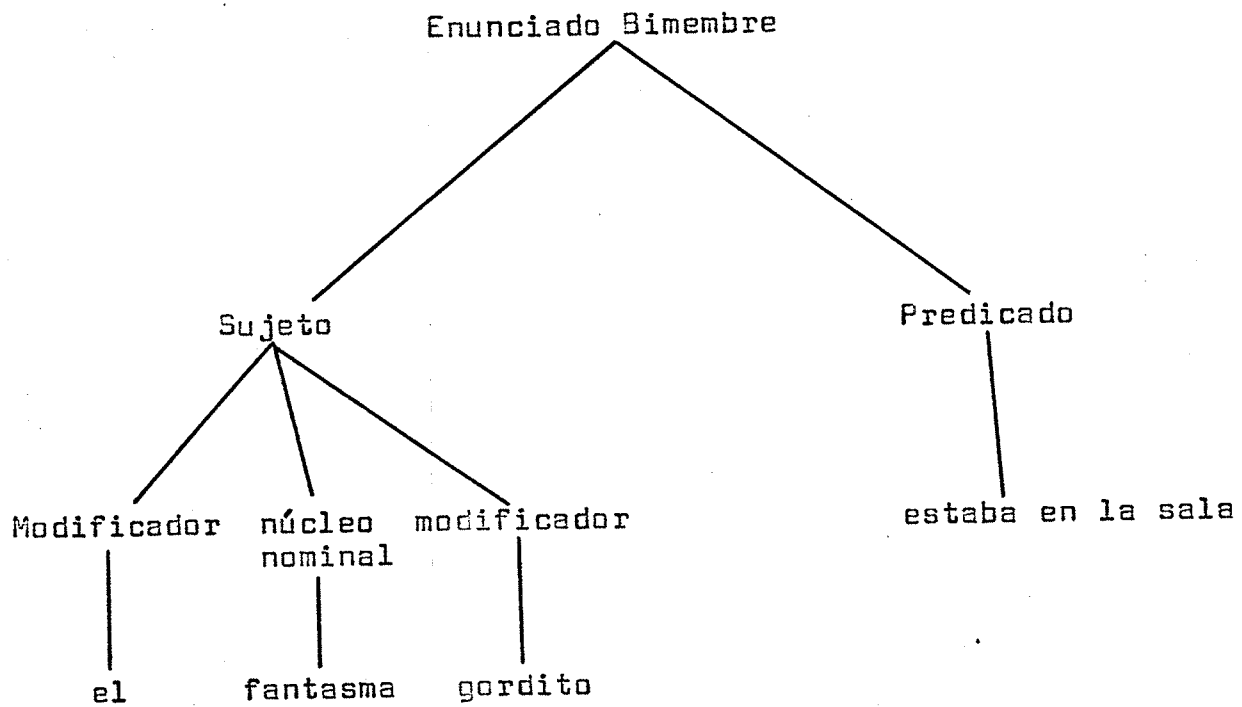 Enunciado Bimembre
Sujeto
Predicado
Modificador núcleo modificador
nominal
estaba en la sala
el fantasma gordito